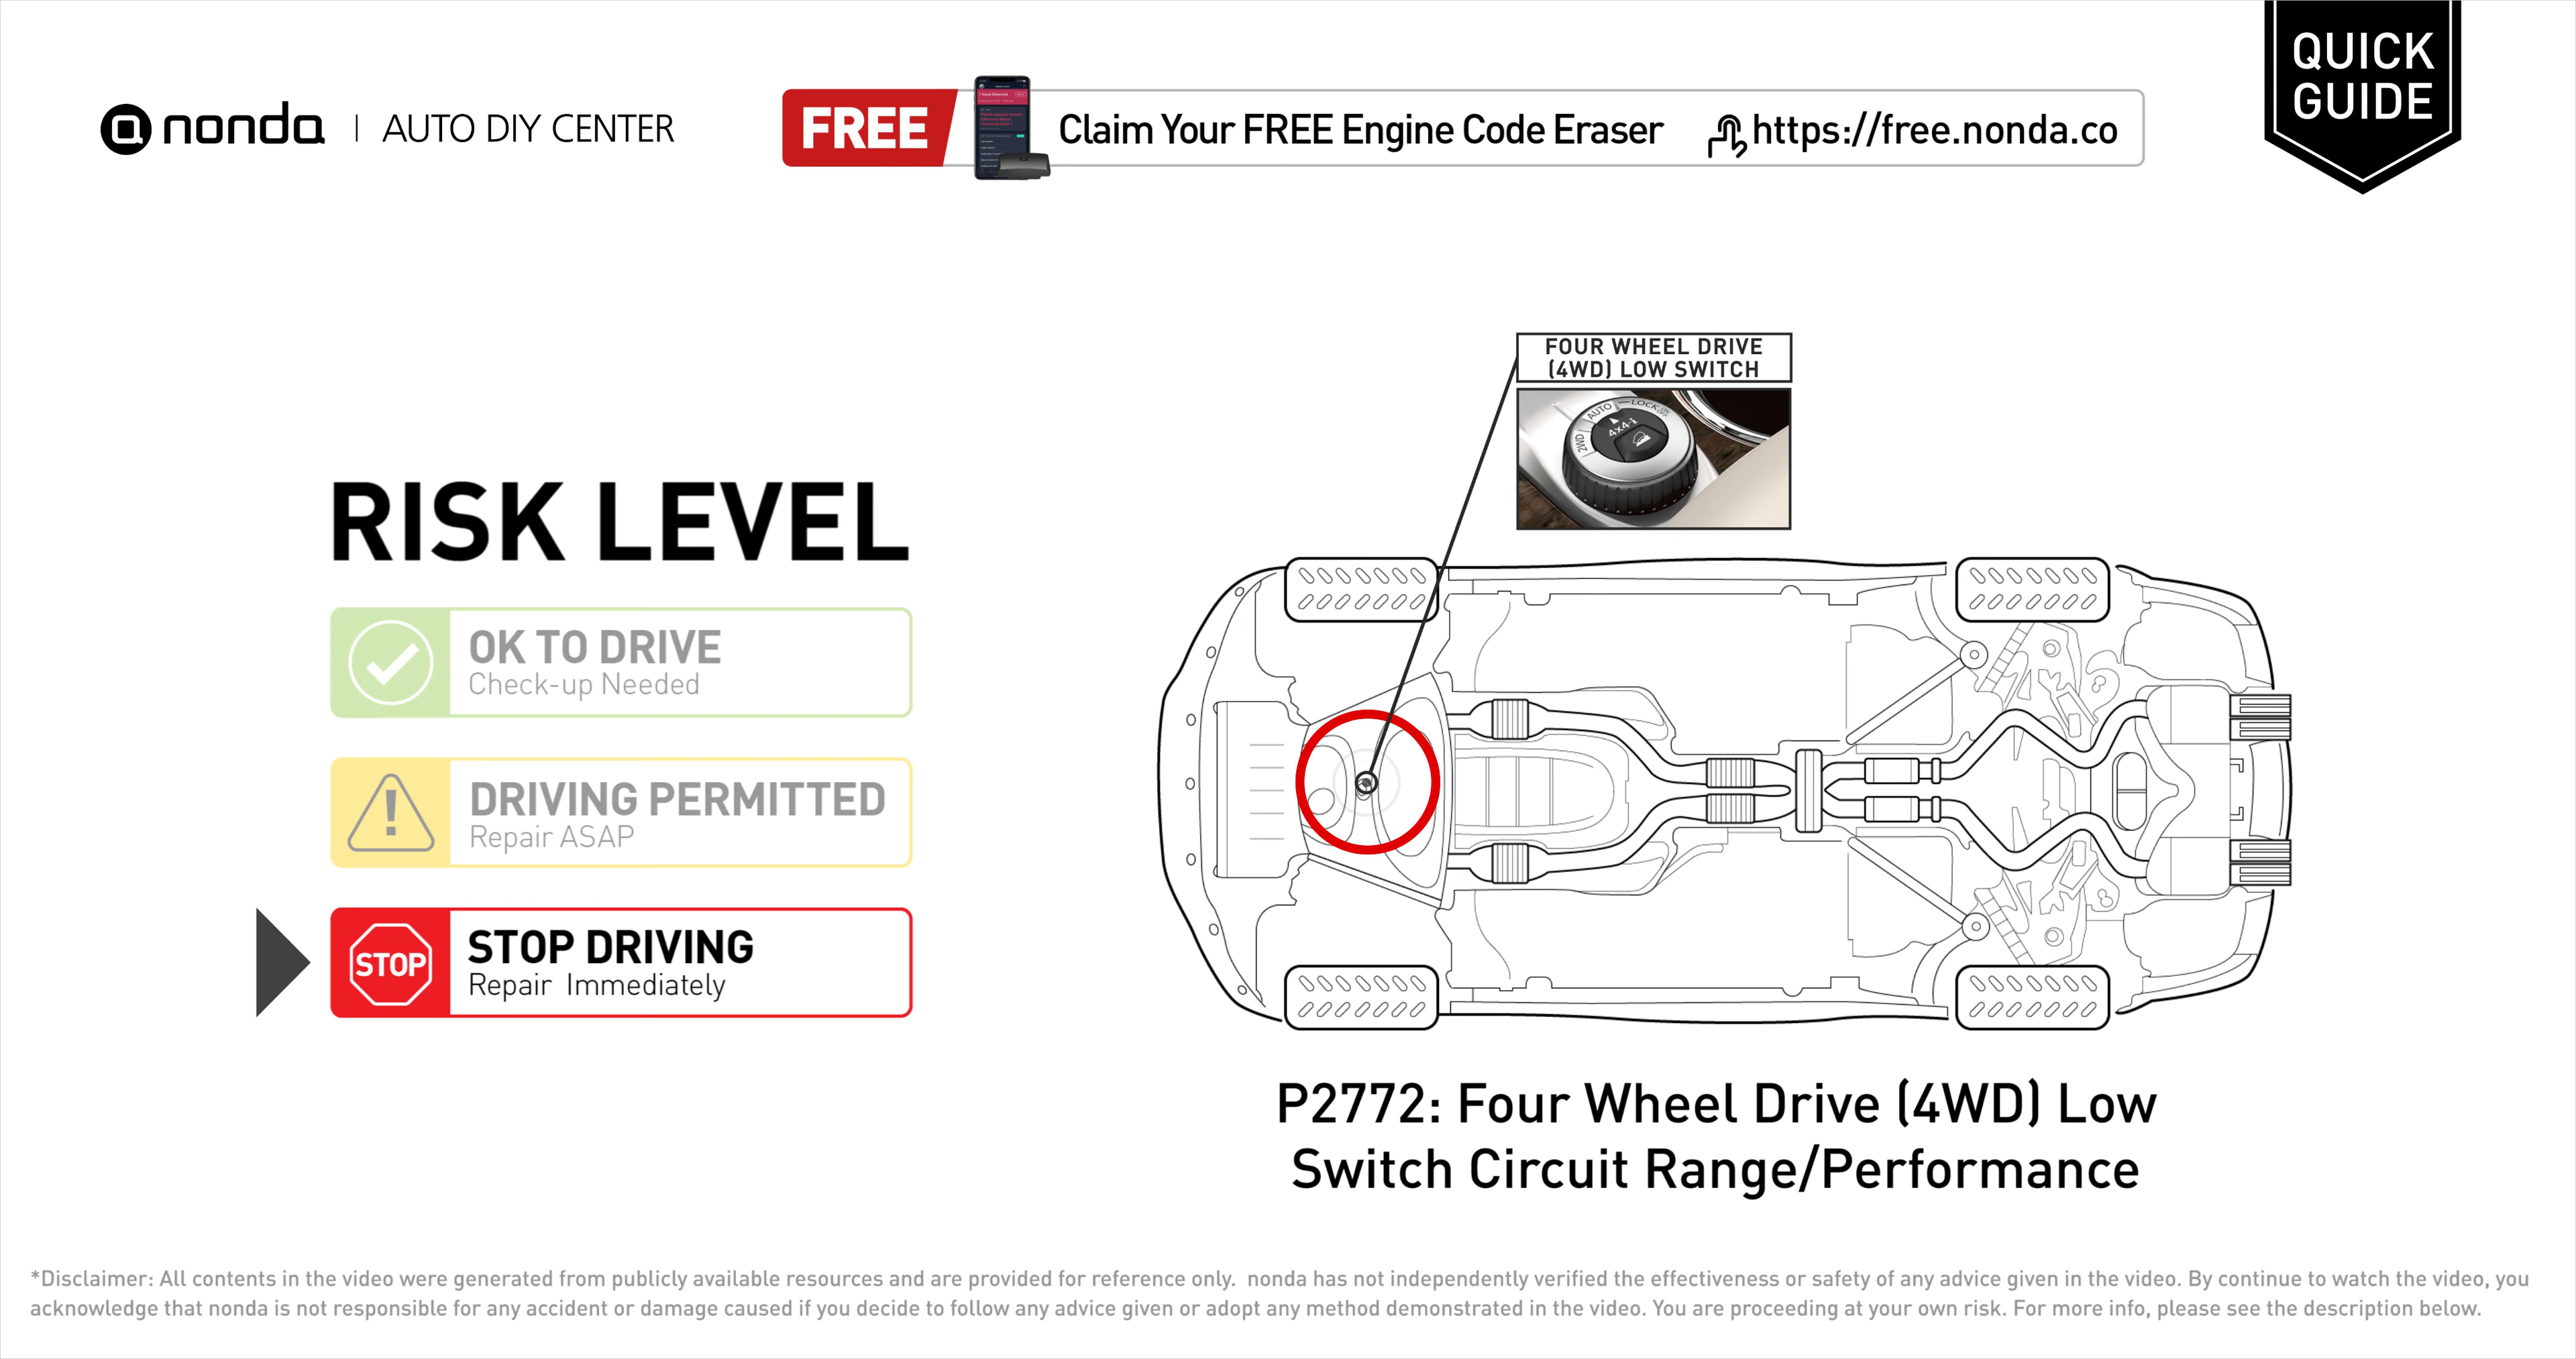 nonda | AUTO DIY CENTER
FREE
Claim Your FREE Engine Code Eraser
https://free.nonda.co
QUICK
GUIDE
FOUR WHEEL DRIVE
(4WD) LOW SWITCH
2WD
AUTO
LOCK
4x4-i
RISK LEVEL
OK TO DRIVE
Check-up Needed
DRIVING PERMITTED
Repair ASAP
STOP
STOP DRIVING
Repair Immediately
P2772: Four Wheel Drive (4WD) Low
Switch Circuit Range/Performance
*Disclaimer: All contents in the video were generated from publicly available resources and are provided for reference only. nonda has not independently verified the effectiveness or safety of any advice given in the video. By continue to watch the video, you
acknowledge that nonda is not responsible for any accident or damage caused if you decide to follow any advice given or adopt any method demonstrated in the video. You are proceeding at your own risk. For more info, please see the description below.